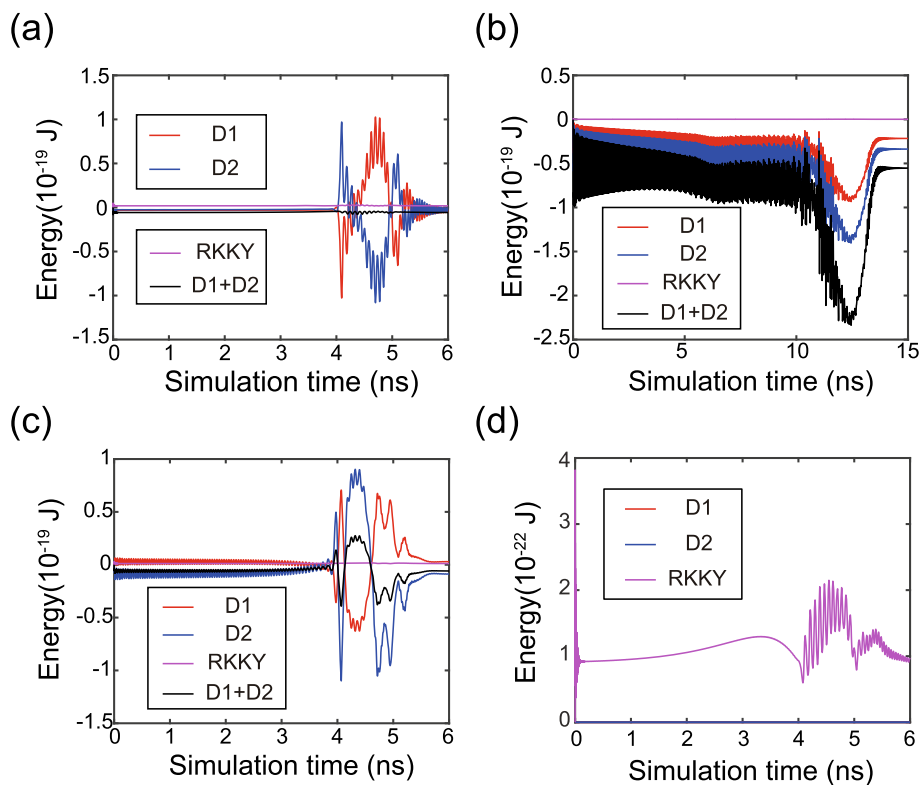 (a)
Energy(10⁻¹⁹ J)
1.5
1
0.5
0
-0.5
-1
-1.5
D1
D2
RKKY
D1+D2
0 1 2 3 4 5 6
Simulation time (ns)
(b)
Energy(10⁻¹⁹ J)
0.5
0
-0.5
-1
-1.5
-2
-2.5
D1
D2
RKKY
D1+D2
0 5 10 15
Simulation time (ns)
(c)
Energy(10⁻¹⁹ J)
1
0.5
0
-0.5
-1
-1.5
D1
D2
RKKY
D1+D2
0 1 2 3 4 5 6
Simulation time (ns)
(d)
Energy(10⁻²² J)
4
3
2
1
0
D1
D2
RKKY
0 1 2 3 4 5 6
Simulation time (ns)